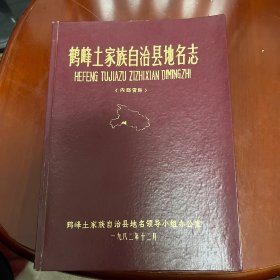 鹤峰土家族自治县地名志
HEFENG TUJIAZU ZIZHIXIAN DIMINGZHI
（内部资料）
鹤峰土家族自治县地名领导小组办公室
一九八二年十二月